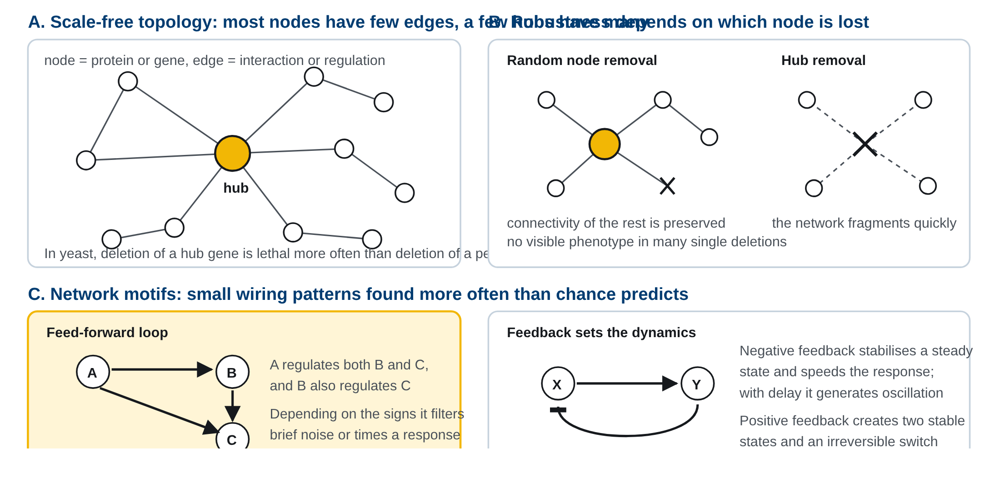 A. Scale-free topology: most nodes have few edges, a few hubs have many
B. Robustness depends on which node is lost
node = protein or gene, edge = interaction or regulation
hub
In yeast, deletion of a hub gene is lethal more often than deletion of a pe
Random node removal
connectivity of the rest is preserved
no visible phenotype in many single deletions
Hub removal
the network fragments quickly
C. Network motifs: small wiring patterns found more often than chance predicts
Feed-forward loop
A
B
C
A regulates both B and C,
and B also regulates C
Depending on the signs it filters
brief noise or times a response
Feedback sets the dynamics
X
Y
Negative feedback stabilises a steady
state and speeds the response;
with delay it generates oscillation
Positive feedback creates two stable
states and an irreversible switch